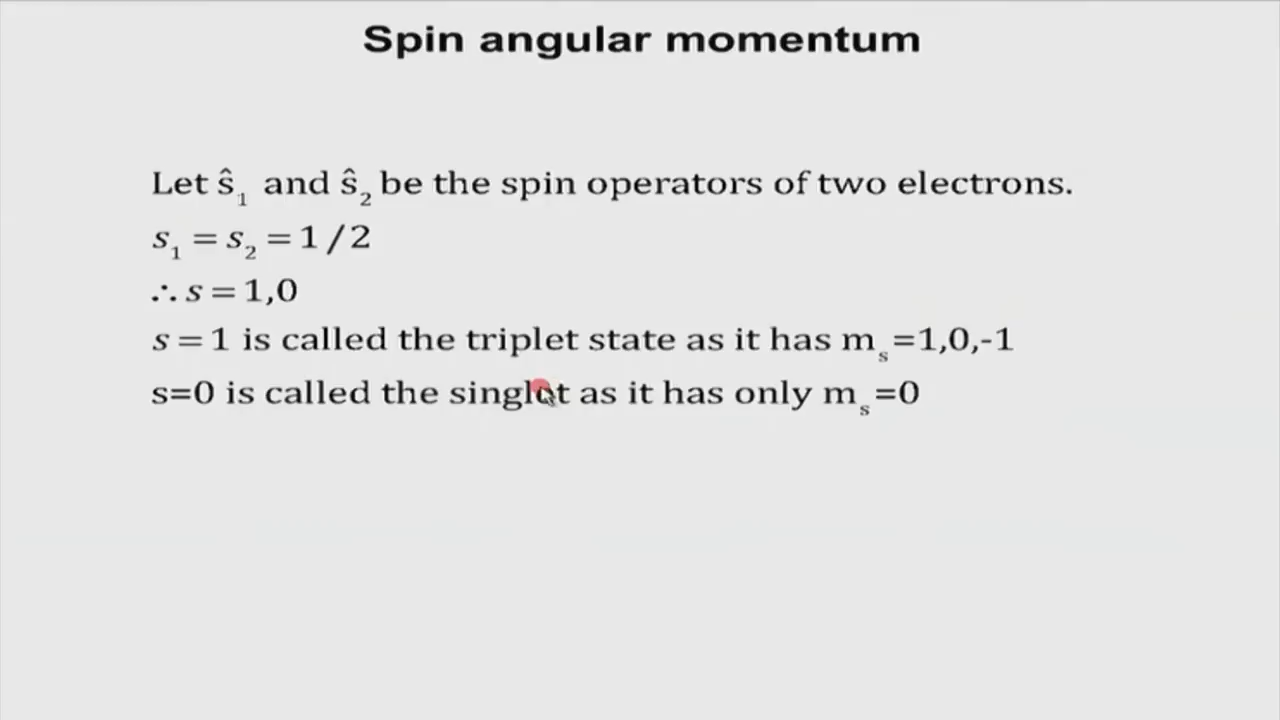 Spin angular momentum
Let ŝ₁ and ŝ₂ be the spin operators of two electrons.
s₁ = s₂ = 1/2
∴ s = 1,0
s = 1 is called the triplet state as it has mₛ=1,0,-1
s=0 is called the singlet as it has only mₛ=0